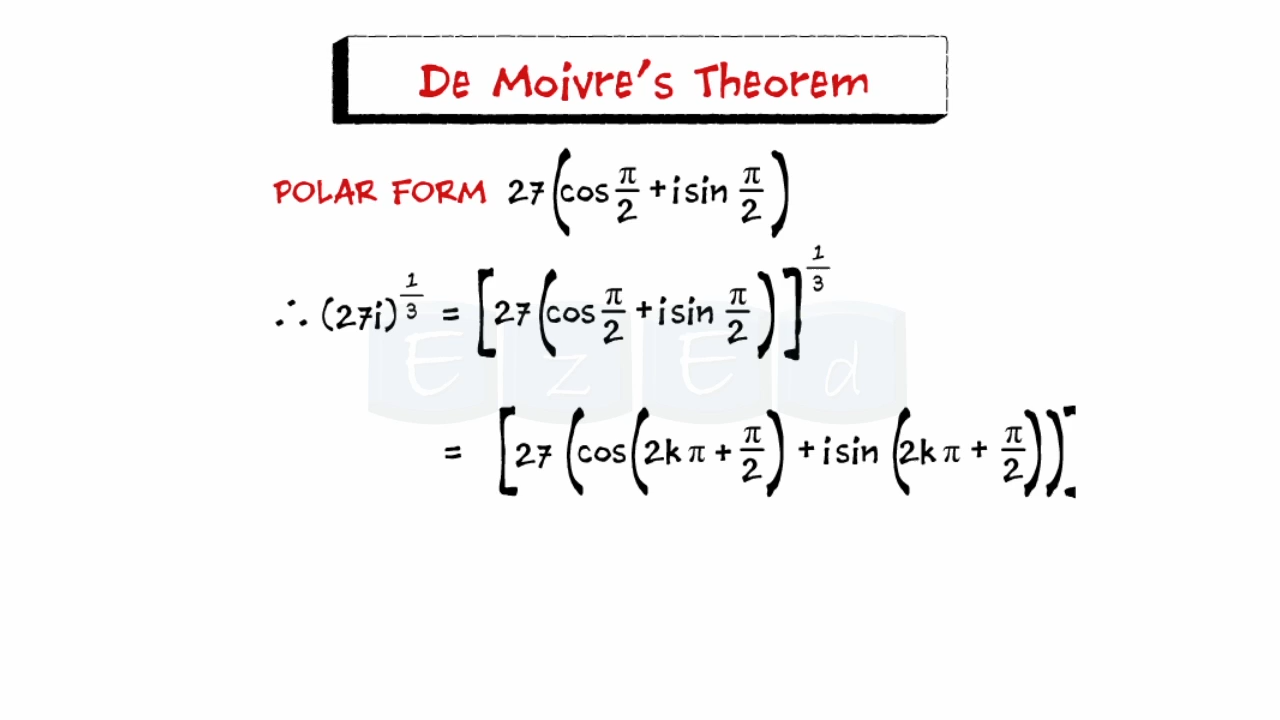 De Moivre's Theorem
POLAR FORM 27(cos π/2 + i sin π/2)
∴ (27i)^(1/3) = [27(cos π/2 + i sin π/2)]^(1/3)
EzEd
= [27(cos(2kπ + π/2) + i sin(2kπ + π/2))]